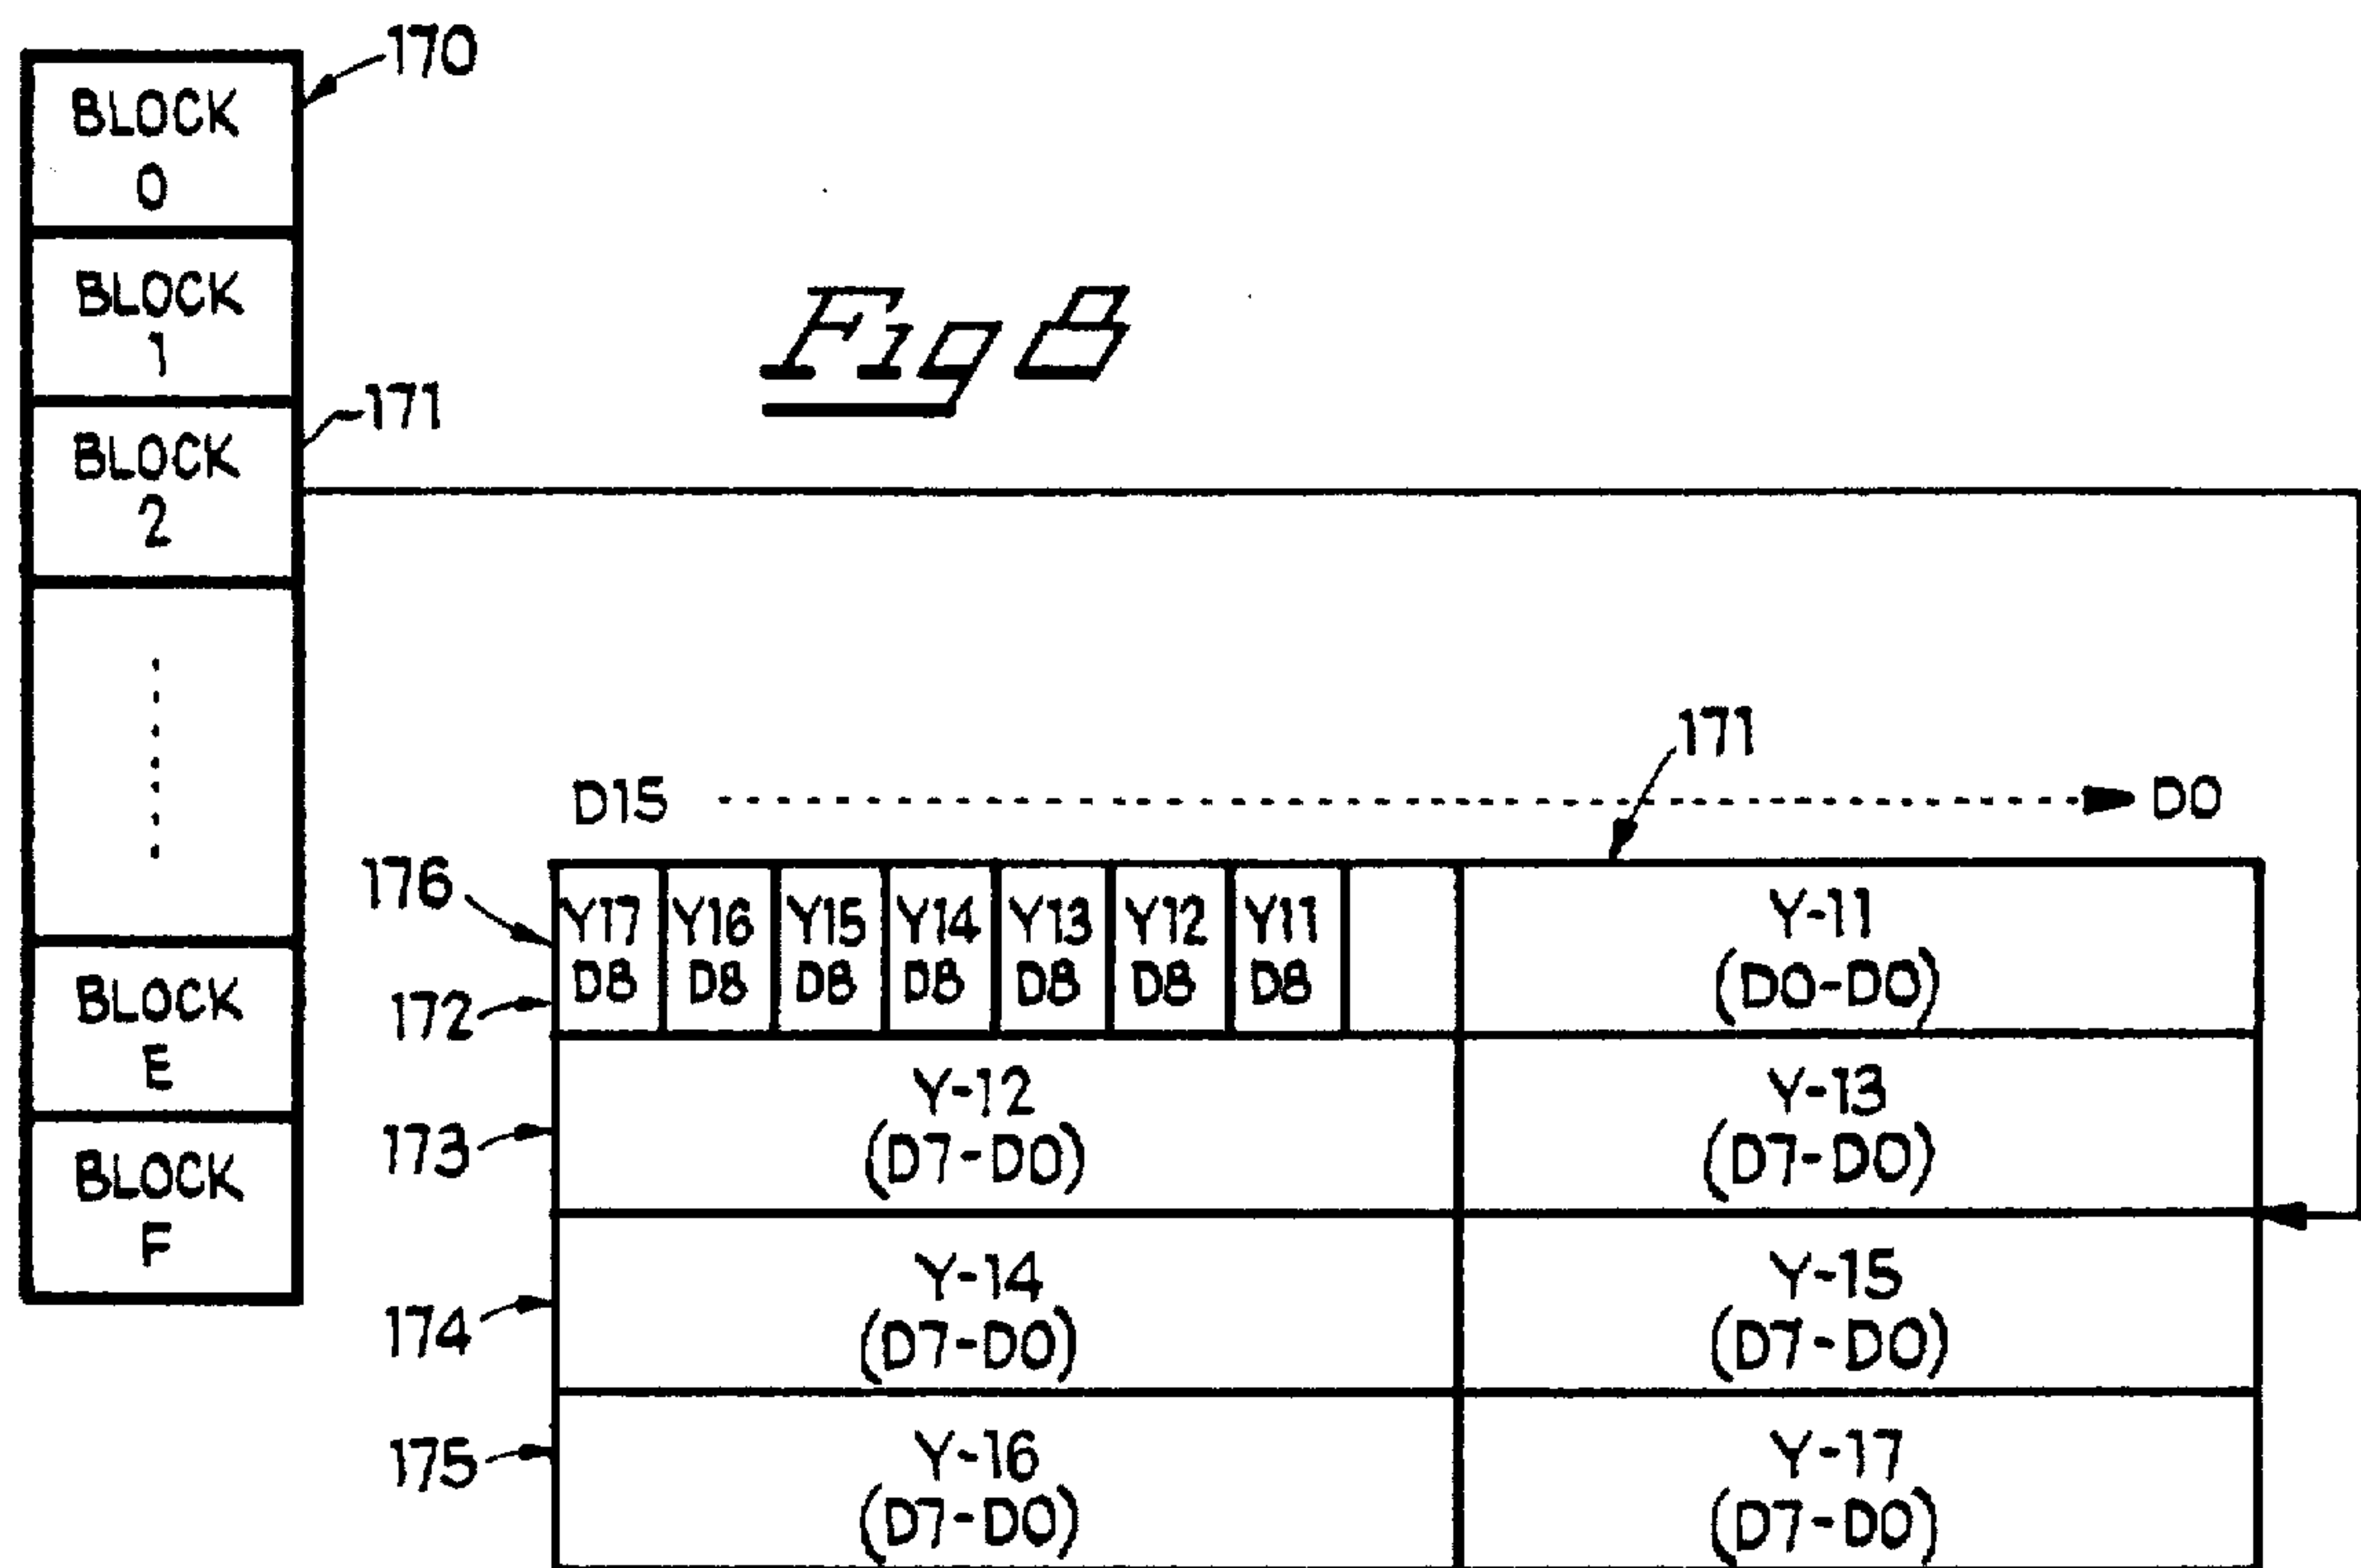 170
BLOCK
0
BLOCK
1
Fig 8
171
BLOCK
2
171
D15 D0
176
Y17 Y16 Y15 Y14 Y13 Y12 Y11
D8 D8 D8 D8 D8 D8 D8
Y-11
(D0-D0)
172
BLOCK
E
Y-12
(D7-D0)
Y-13
(D7-D0)
173
BLOCK
F
Y-14
(D7-D0)
Y-15
(D7-D0)
174
Y-16
(D7-D0)
Y-17
(D7-D0)
175